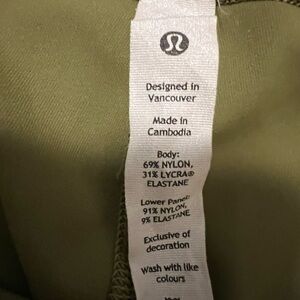 Designed in
Vancouver
Made in
Cambodia
Body:
69% NYLON,
31% LYCRA®
ELASTANE
Lower Panel:
91% NYLON,
9% ELASTANE
Exclusive of
decoration
Wash with like
colours